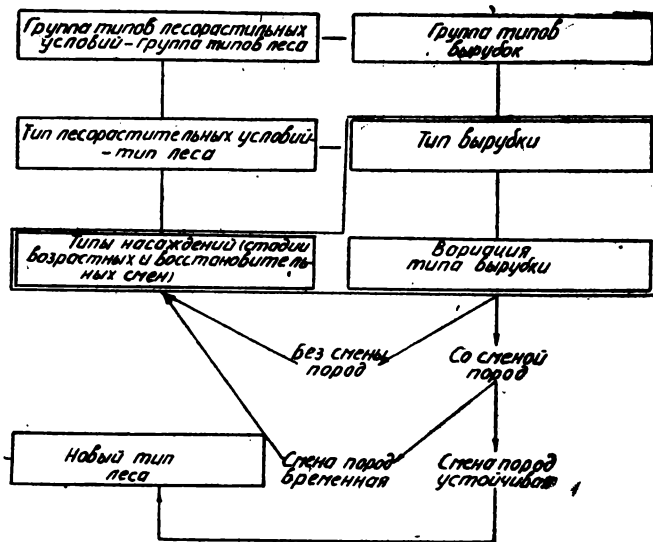 Группа типов лесорастильных
условий-группа типов леса
Группа типов
вырубок
Тип лесорастительных условий-
- тип леса
Тип вырубки
Типы насаждений (стадии
возрастных и восстановитель-
ных смен)
Вариация
типа вырубки
Без смены
пород
Со сменой
пород
Новый тип
леса
Смена пород
временная
Смена пород
устойчивая